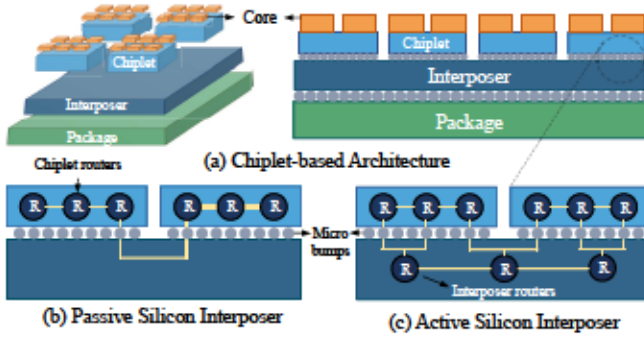 Core
Chiplet
Chiplet
Interposer
Interposer
Package
Package
(a) Chiplet-based Architecture
Chiplet routers
R R R R R R R R R R R R
Micro
bumps
R R R
Interposer routers
(b) Passive Silicon Interposer
(c) Active Silicon Interposer